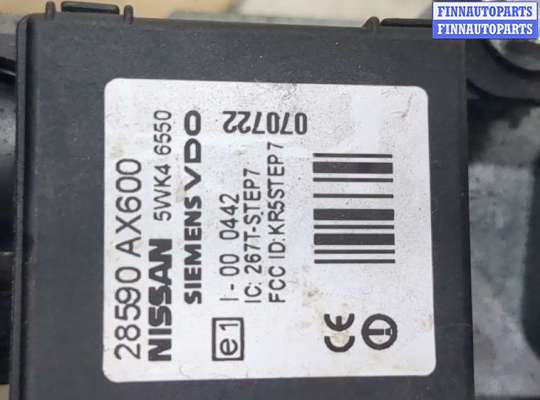 FINNAUTOPARTS
FINNAUTOPARTS
28590 AX600
NISSAN 5WK4 6550
SIEMENS VDO
070722
e1
I-00 0442
IC: 267T-STEP7
FCC ID:KR5STEP7
CE